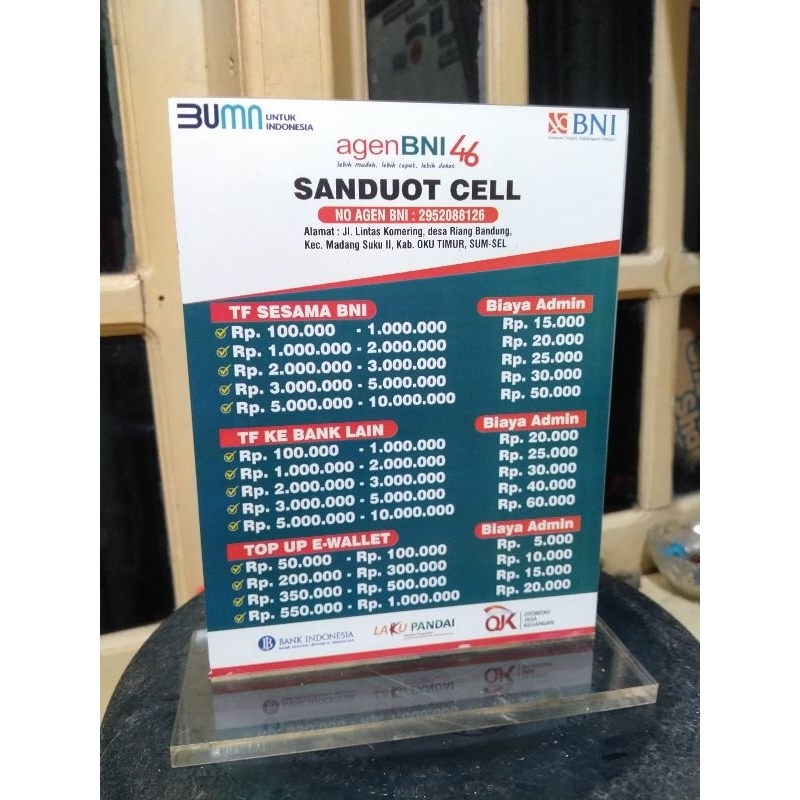 BUMN UNTUK INDONESIA
BNI
agenBNI 46
lebih mudah, lebih cepat, lebih dekat
SANDUOT CELL
NO AGEN BNI : 2952088126
Alamat : Jl. Lintas Komering, desa Riang Bandung,
Kec. Madang Suku II, Kab. OKU TIMUR, SUM-SEL
TF SESAMA BNI Biaya Admin
Rp. 100.000 - 1.000.000 Rp. 15.000
Rp. 1.000.000 - 2.000.000 Rp. 20.000
Rp. 2.000.000 - 3.000.000 Rp. 25.000
Rp. 3.000.000 - 5.000.000 Rp. 30.000
Rp. 5.000.000 - 10.000.000 Rp. 50.000
TF KE BANK LAIN Biaya Admin
Rp. 100.000 - 1.000.000 Rp. 20.000
Rp. 1.000.000 - 2.000.000 Rp. 25.000
Rp. 2.000.000 - 3.000.000 Rp. 30.000
Rp. 3.000.000 - 5.000.000 Rp. 40.000
Rp. 5.000.000 - 10.000.000 Rp. 60.000
TOP UP E-WALLET Biaya Admin
Rp. 50.000 - Rp. 100.000 Rp. 5.000
Rp. 200.000 - Rp. 300.000 Rp. 10.000
Rp. 350.000 - Rp. 500.000 Rp. 15.000
Rp. 550.000 - Rp. 1.000.000 Rp. 20.000
BANK INDONESIA
BANK SENTRAL REPUBLIK INDONESIA
LAKU PANDAI
OJK OTORITAS JASA KEUANGAN